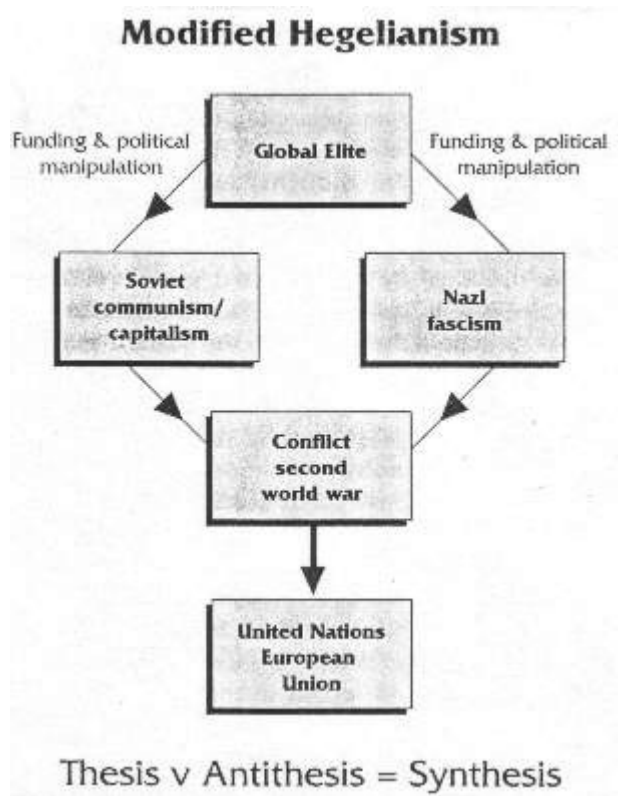 Modified Hegelianism
Funding & political
manipulation
Global Elite
Funding & political
manipulation
Soviet
communism/
capitalism
Nazi
fascism
Conflict
second
world war
United Nations
European
Union
Thesis v Antithesis = Synthesis